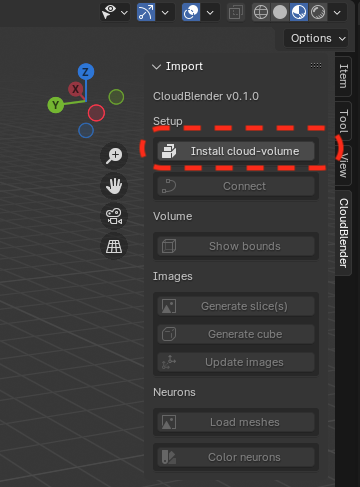 Options
Import
CloudBlender v0.1.0
Setup
Install cloud-volume
Connect
Volume
Show bounds
Images
Generate slice(s)
Generate cube
Update images
Neurons
Load meshes
Color neurons
Item
Tool
View
CloudBlender
Z
X
Y